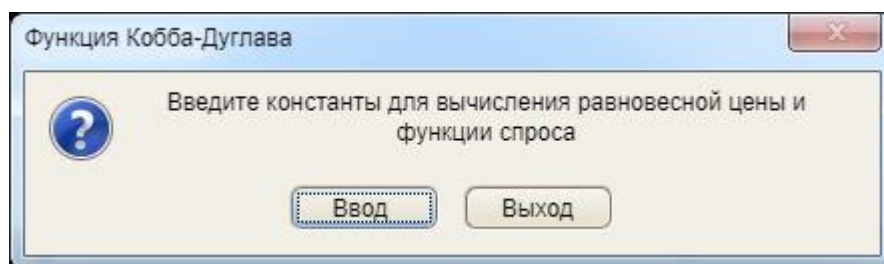 Функция Кобба-Дуглава
Введите константы для вычисления равновесной цены и
функции спроса
Ввод
Выход